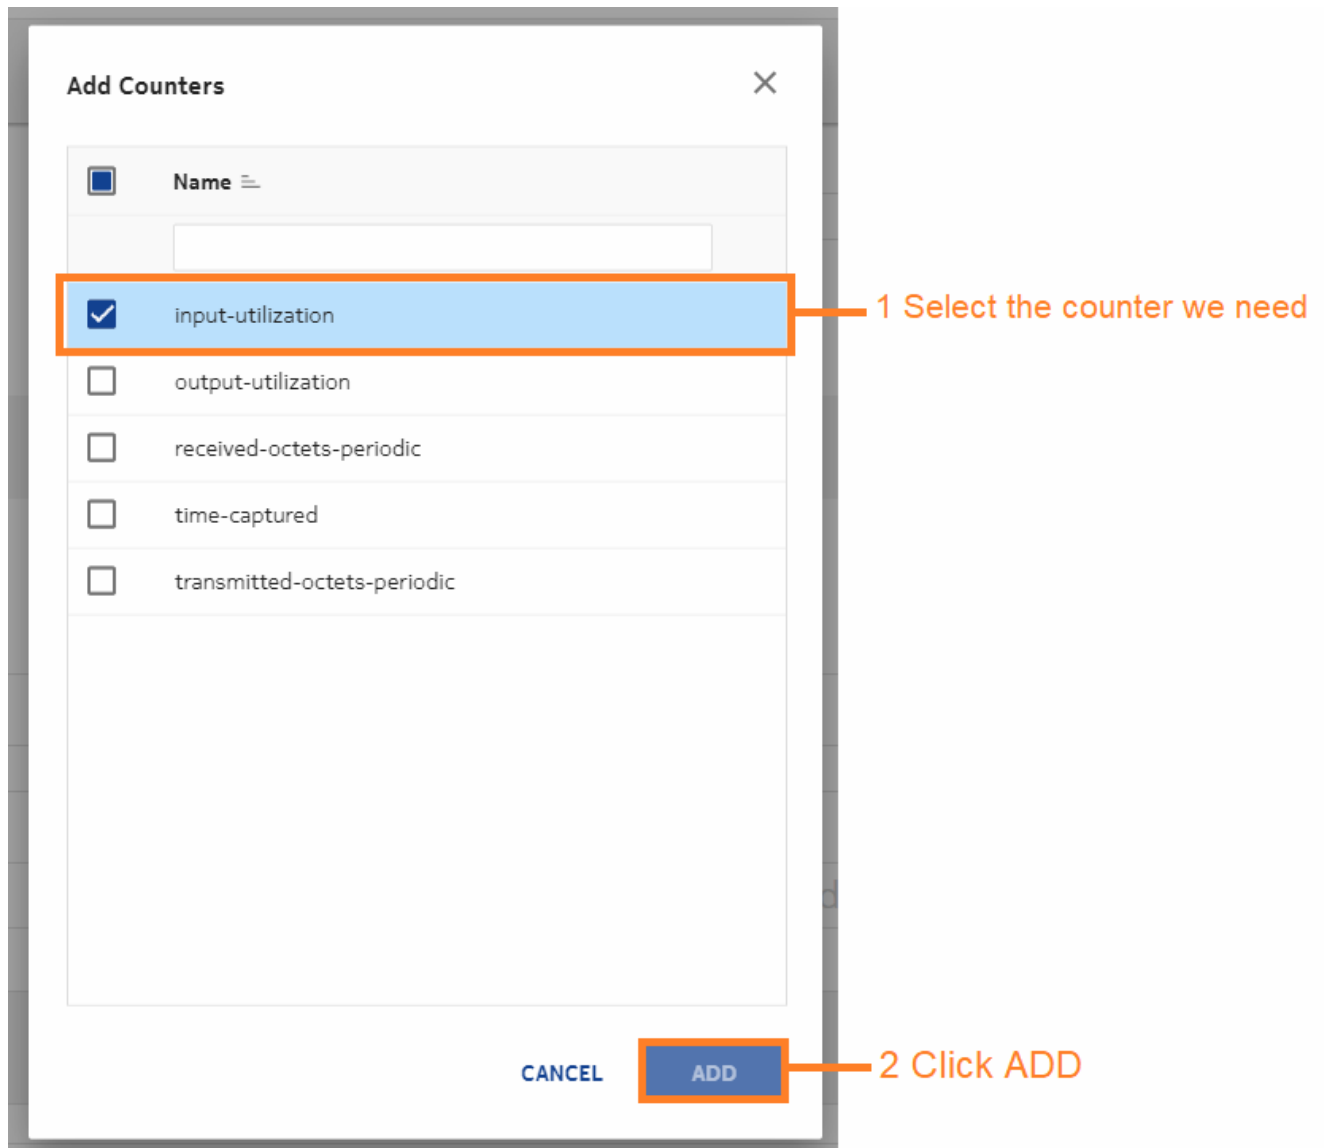 Add Counters
Name
input-utilization
1 Select the counter we need
output-utilization
received-octets-periodic
time-captured
transmitted-octets-periodic
d
CANCEL
ADD
2 Click ADD